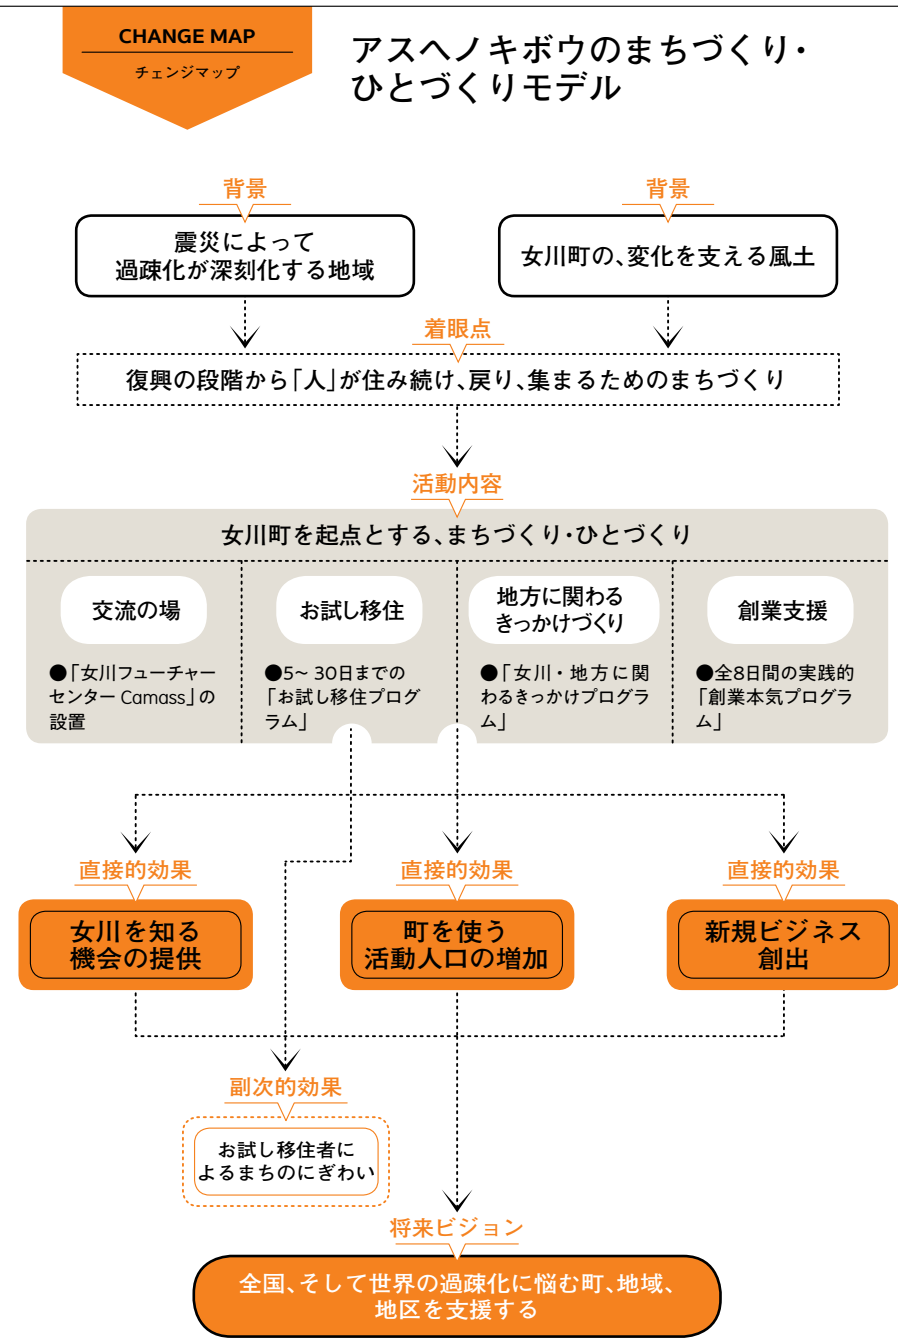 CHANGE MAP
チェンジマップ
アスヘノキボウのまちづくり・
ひとづくりモデル
背景
震災によって
過疎化が深刻化する地域
背景
女川町の、変化を支える風土
着眼点
復興の段階から「人」が住み続け、戻り、集まるためのまちづくり
活動内容
女川町を起点とする、まちづくり・ひとづくり
交流の場
●「女川フューチャー
センター Camass」の
設置
お試し移住
●5~ 30日までの
「お試し移住プログ
ラム」
地方に関わる
きっかけづくり
●「女川・地方に関
わるきっかけプログラ
ム」
創業支援
●全8日間の実践的
「創業本気プログラ
ム」
直接的効果
女川を知る
機会の提供
直接的効果
町を使う
活動人口の増加
直接的効果
新規ビジネス
創出
副次的効果
お試し移住者に
よるまちのにぎわい
将来ビジョン
全国、そして世界の過疎化に悩む町、地域、
地区を支援する